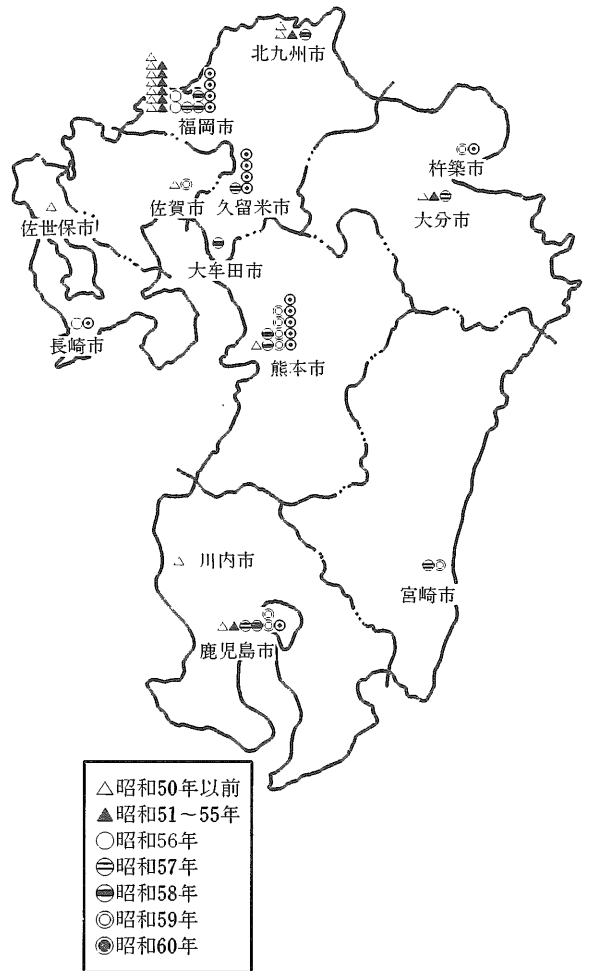 北九州市
福岡市
杵築市
佐賀市
久留米市
大分市
佐世保市
大牟田市
長崎市
熊本市
川内市
宮崎市
鹿児島市
△昭和50年以前
▲昭和51～55年
○昭和56年
昭和57年
昭和58年
◎昭和59年
昭和60年